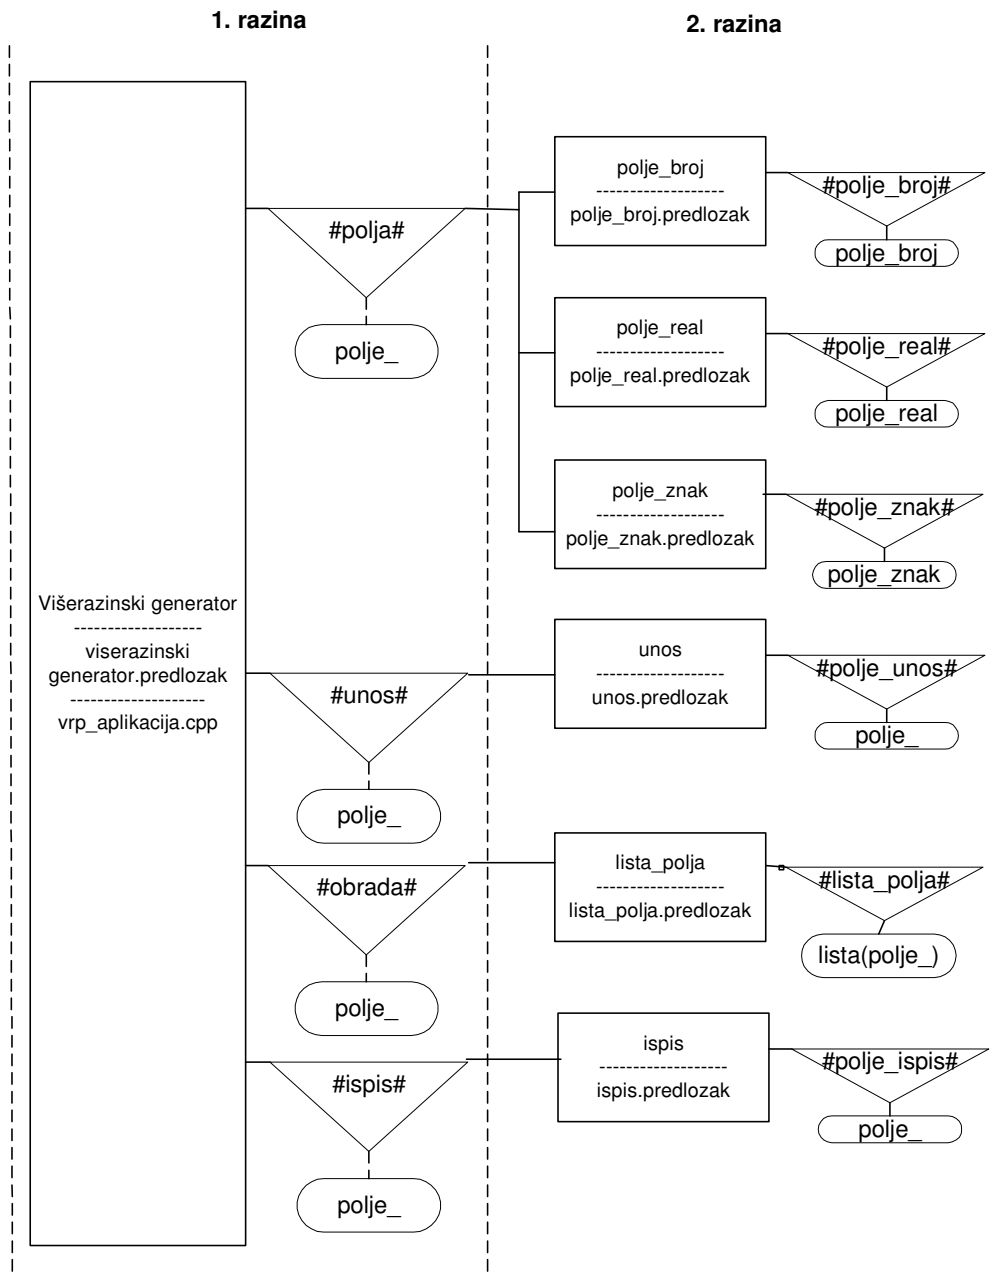 1. razina
2. razina
Višerazinski generator
-------------------
viserazinski
generator.predlozak
--------------------
vrp_aplikacija.cpp
#polja#
polje_
#unos#
polje_
#obrada#
polje_
#ispis#
polje_
polje_broj
-------------------
polje_broj.predlozak
#polje_broj#
polje_broj
polje_real
-------------------
polje_real.predlozak
#polje_real#
polje_real
polje_znak
-------------------
polje_znak.predlozak
#polje_znak#
polje_znak
unos
-------------------
unos.predlozak
#polje_unos#
polje_
lista_polja
-------------------
lista_polja.predlozak
#lista_polja#
lista(polje_)
ispis
-------------------
ispis.predlozak
#polje_ispis#
polje_